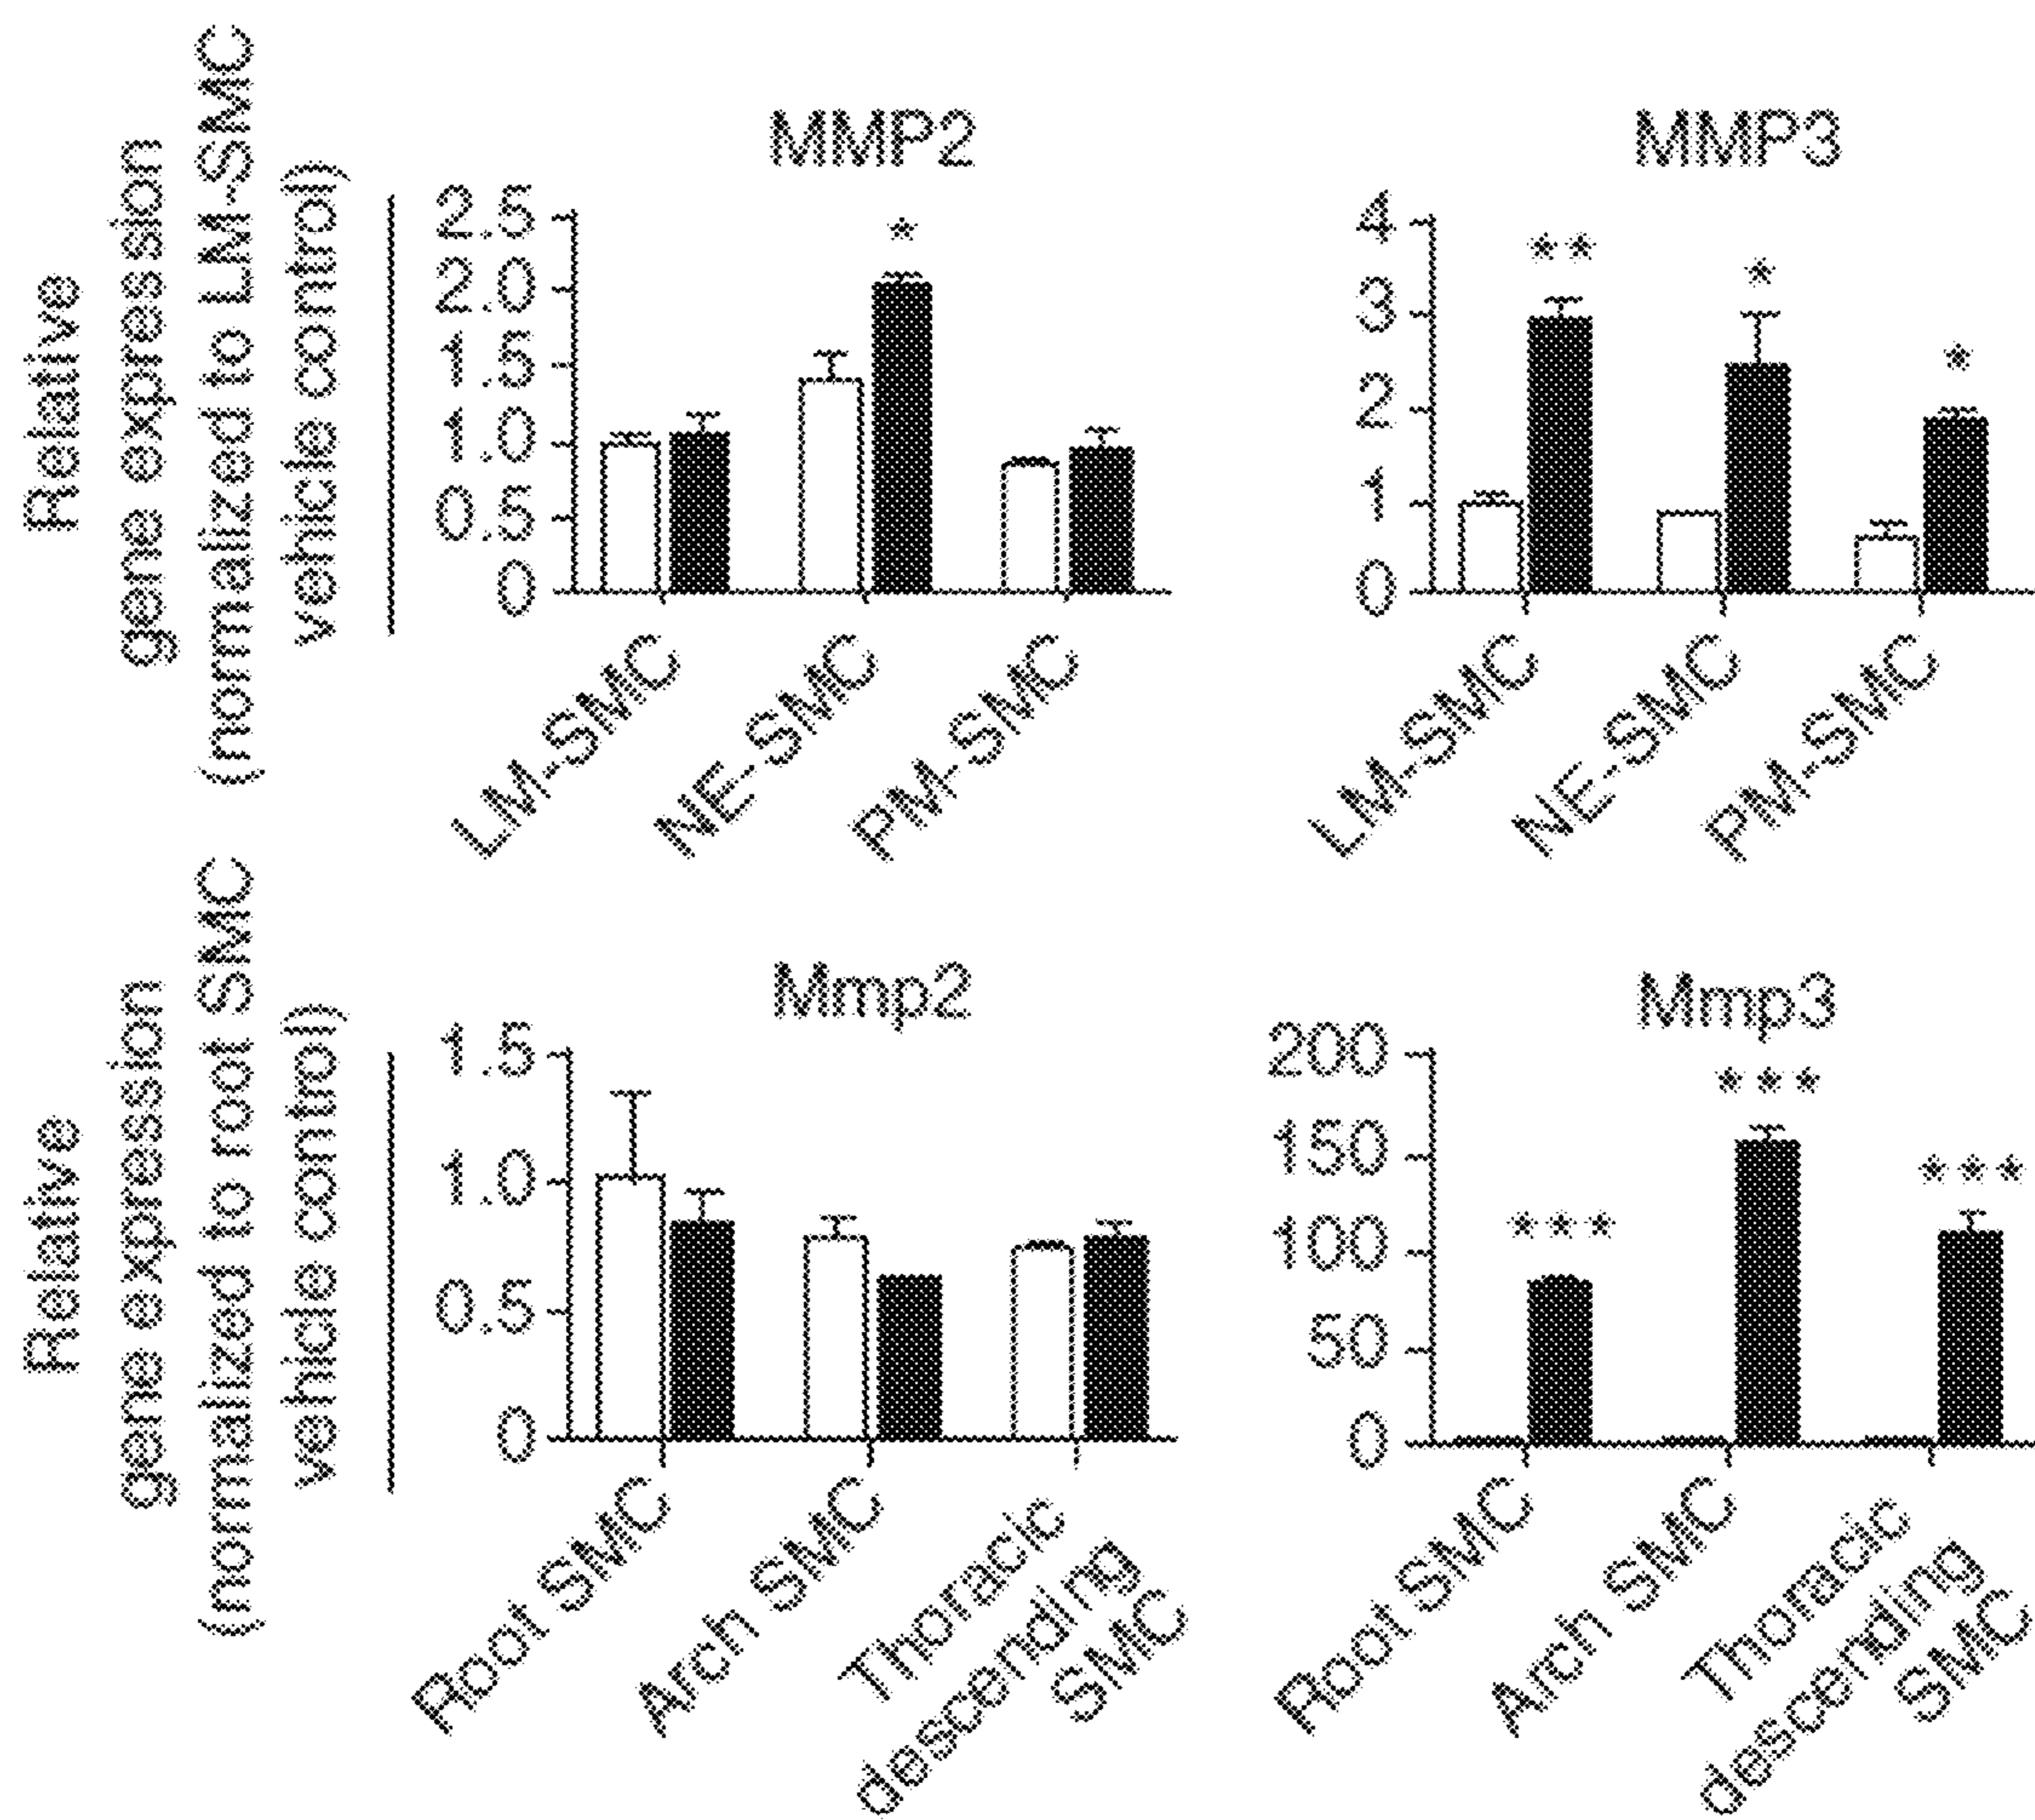 Relative
gene expression
(normalized to LM-SMC
vehicle control)
MMP2
*
2.5
2.0
1.5
1.0
0.5
0
LM-SMC
NE-SMC
PM-SMC
MMP3
**
*
*
4
3
2
1
0
LM-SMC
NE-SMC
PM-SMC
Relative
gene expression
(normalized to root SMC
vehicle control)
Mmp2
1.5
1.0
0.5
0
Root SMC
Arch SMC
Thoracic
descending
SMC
Mmp3
***
***
***
200
150
100
50
0
Root SMC
Arch SMC
Thoracic
descending
SMC